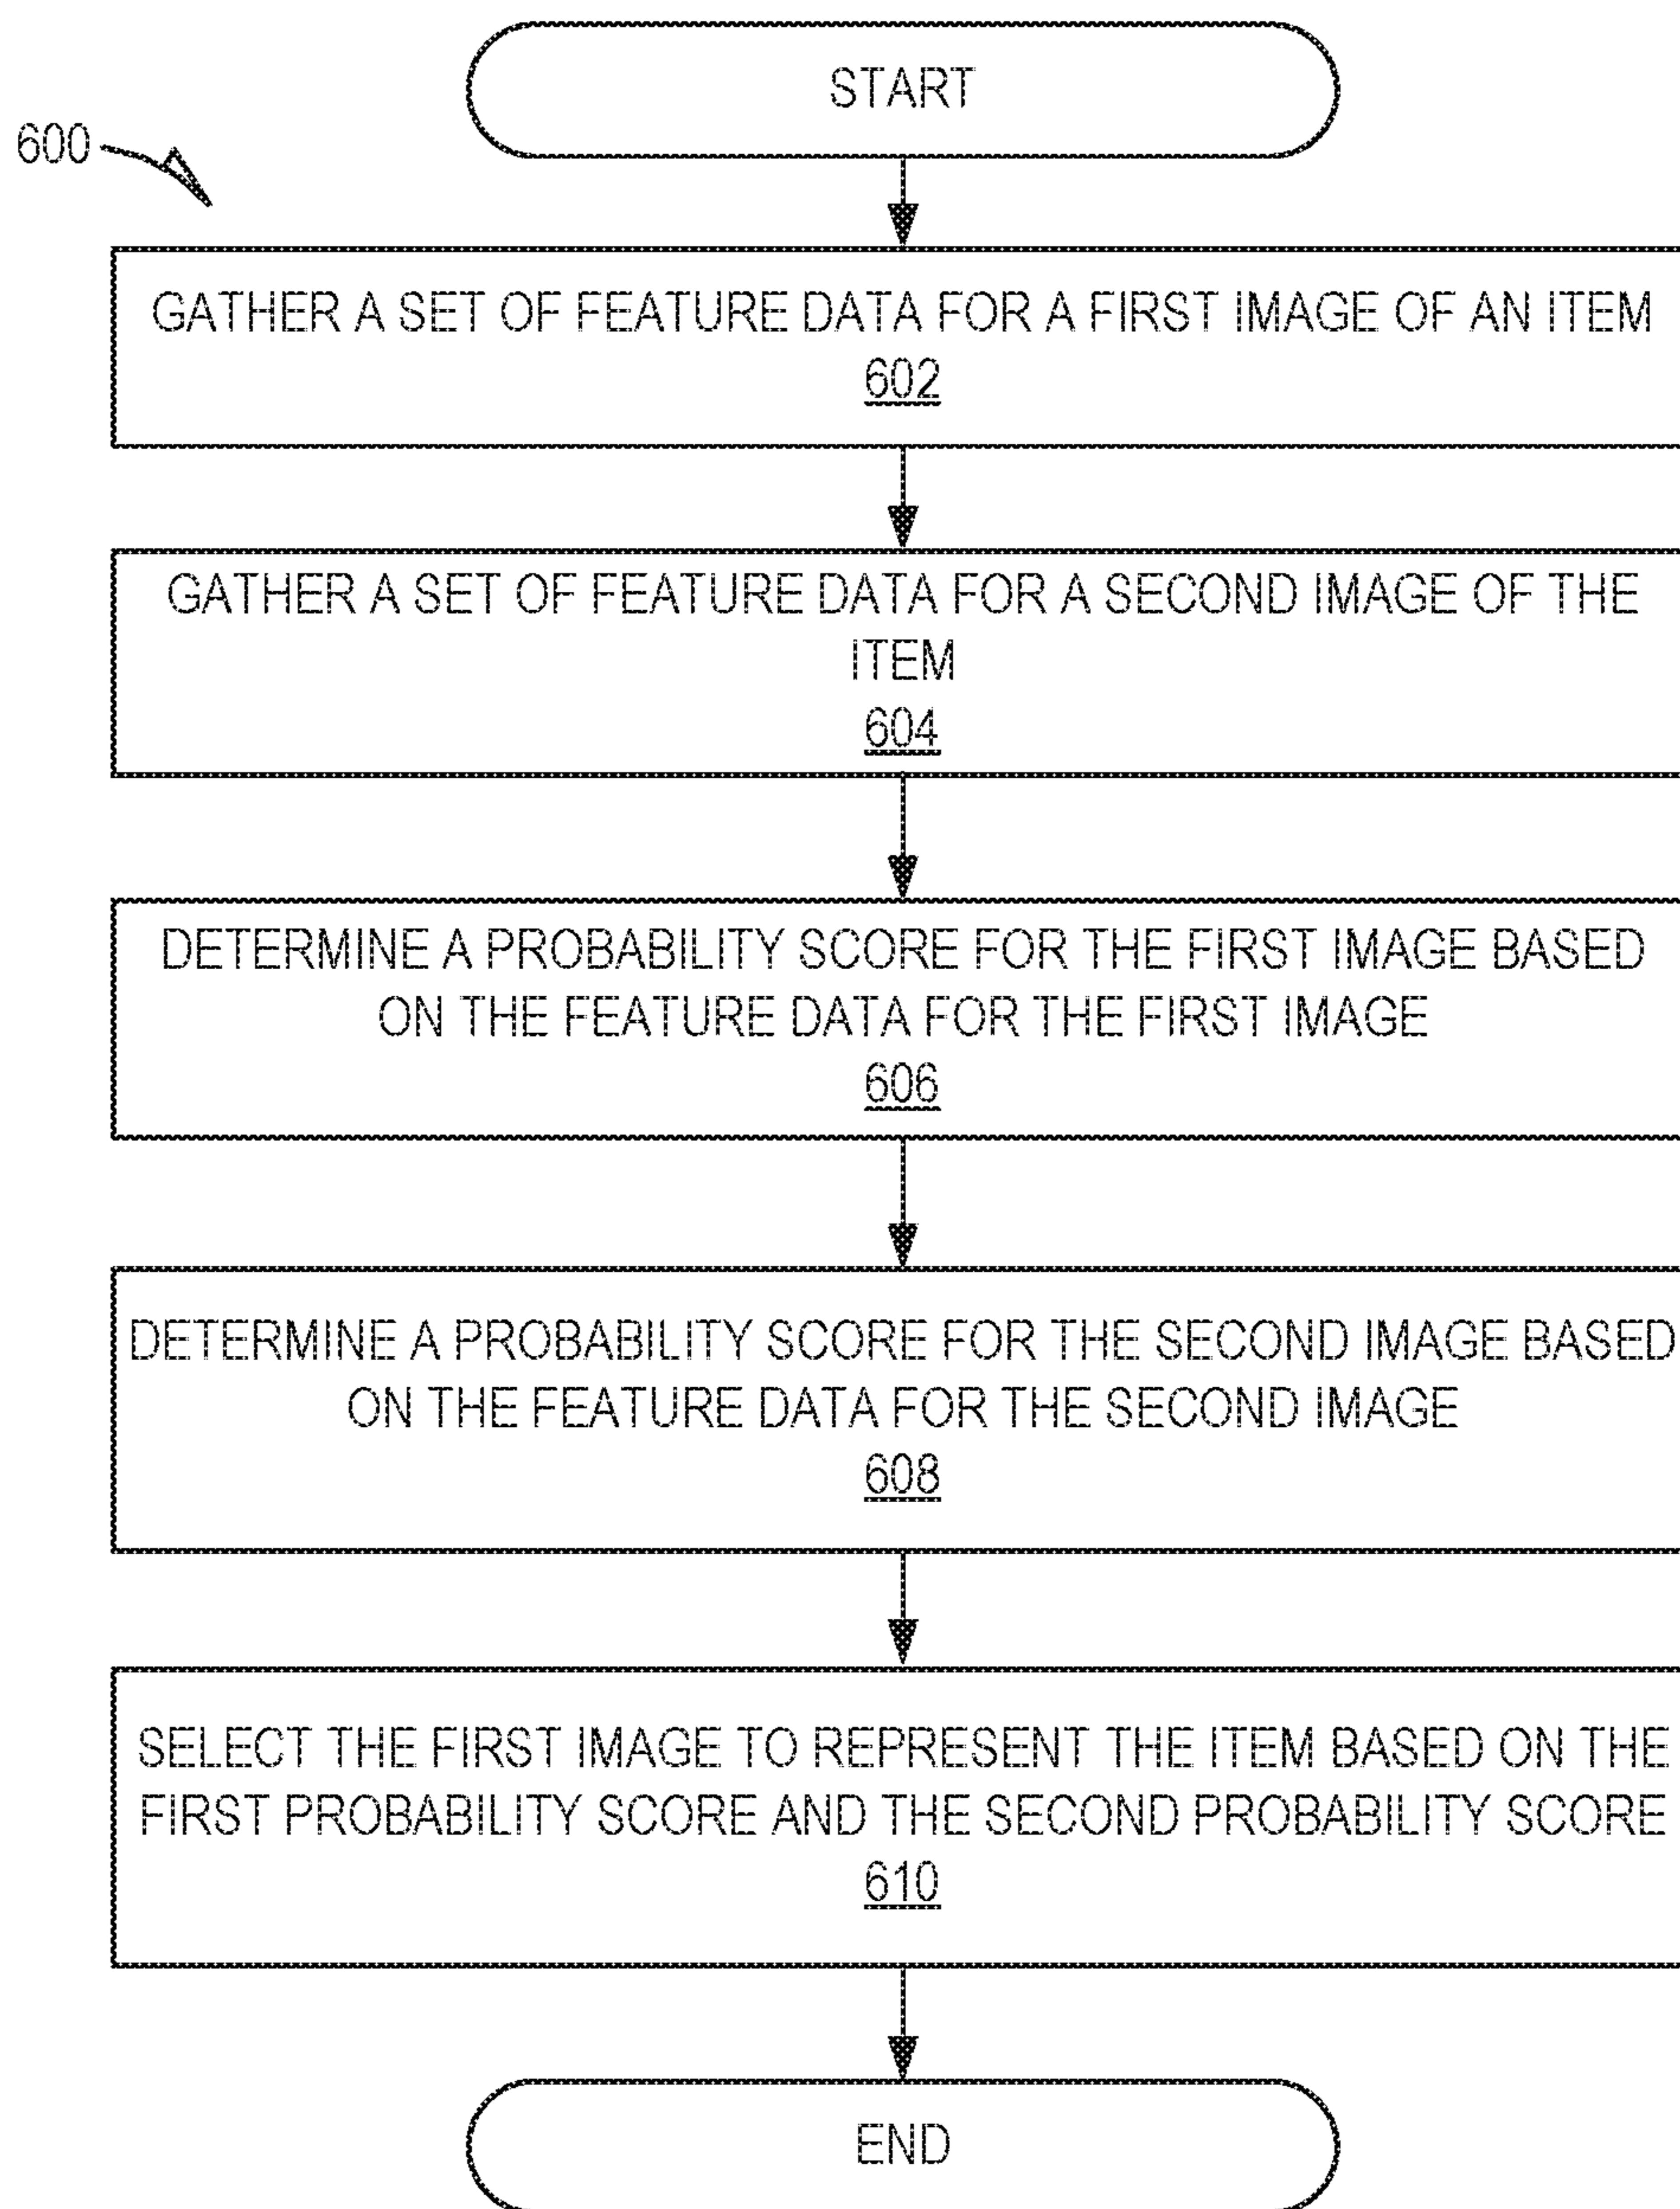 START
600
GATHER A SET OF FEATURE DATA FOR A FIRST IMAGE OF AN ITEM
602
GATHER A SET OF FEATURE DATA FOR A SECOND IMAGE OF THE
ITEM
604
DETERMINE A PROBABILITY SCORE FOR THE FIRST IMAGE BASED
ON THE FEATURE DATA FOR THE FIRST IMAGE
606
DETERMINE A PROBABILITY SCORE FOR THE SECOND IMAGE BASED
ON THE FEATURE DATA FOR THE SECOND IMAGE
608
SELECT THE FIRST IMAGE TO REPRESENT THE ITEM BASED ON THE
FIRST PROBABILITY SCORE AND THE SECOND PROBABILITY SCORE
610
END